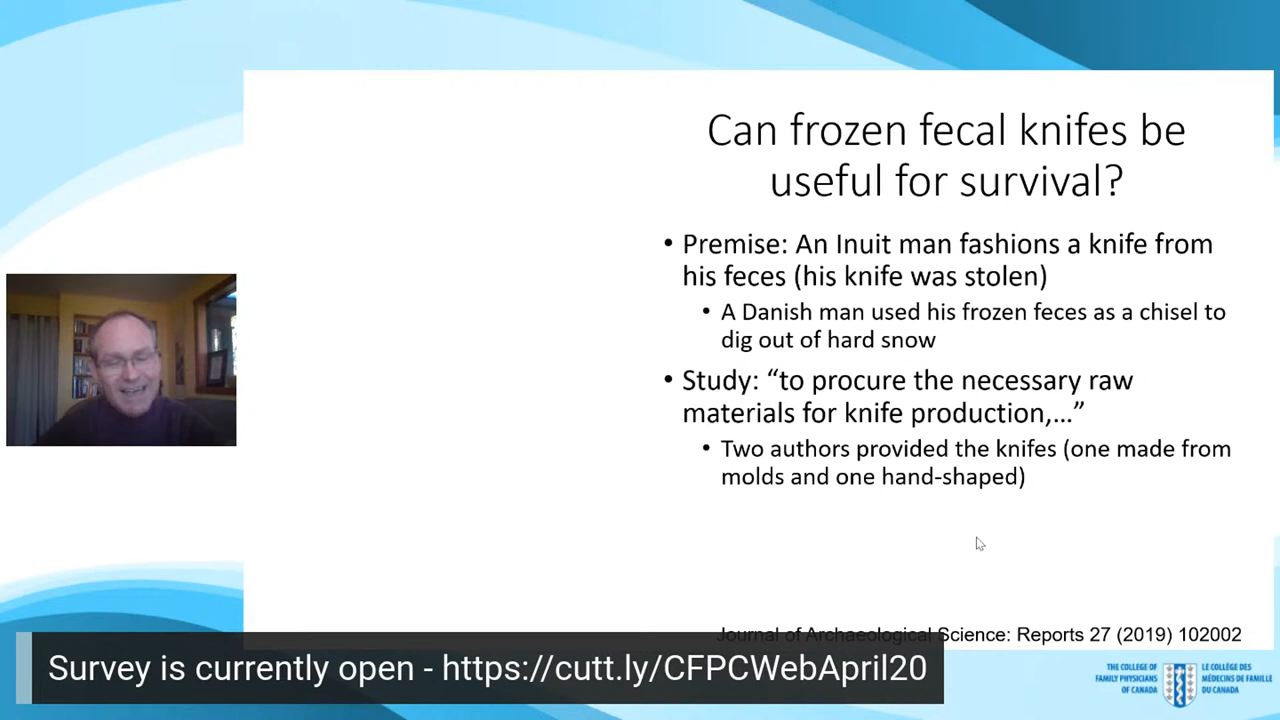 Can frozen fecal knifes be
useful for survival?
• Premise: An Inuit man fashions a knife from
his feces (his knife was stolen)
• A Danish man used his frozen feces as a chisel to
dig out of hard snow
• Study: “to procure the necessary raw
materials for knife production,…”
• Two authors provided the knifes (one made from
molds and one hand-shaped)
Journal of Archaeological Science: Reports 27 (2019) 102002
Survey is currently open - https://cutt.ly/CFPCWebApril20
THE COLLEGE OF
FAMILY PHYSICIANS
OF CANADA
LE COLLÈGE DES
MÉDECINS DE FAMILLE
DU CANADA